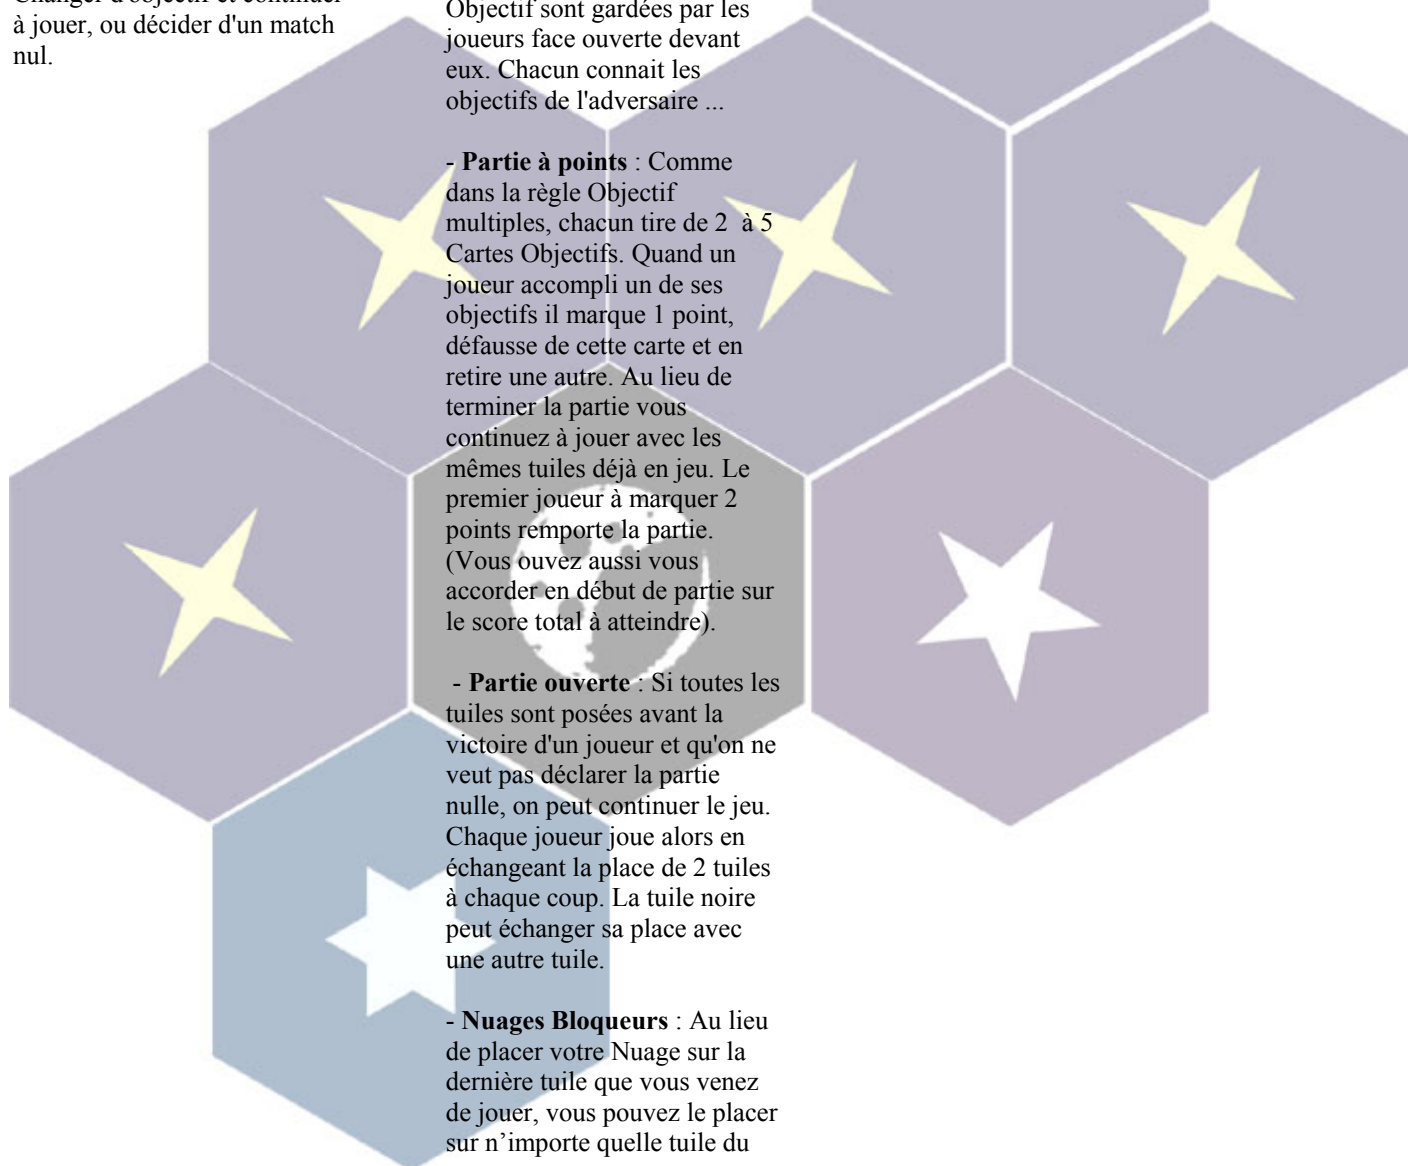 à jouer, ou décider d'un match
nul.
Objectif sont gardées par les
joueurs face ouverte devant
eux. Chacun connait les
objectifs de l'adversaire ...
- Partie à points : Comme
dans la règle Objectif
multiples, chacun tire de 2 à 5
Cartes Objectifs. Quand un
joueur accompli un de ses
objectifs il marque 1 point,
défausse de cette carte et en
retire une autre. Au lieu de
terminer la partie vous
continuez à jouer avec les
mêmes tuiles déjà en jeu. Le
premier joueur à marquer 2
points remporte la partie.
(Vous ouvez aussi vous
accorder en début de partie sur
le score total à atteindre).
- Partie ouverte : Si toutes les
tuiles sont posées avant la
victoire d'un joueur et qu'on ne
veut pas déclarer la partie
nulle, on peut continuer le jeu.
Chaque joueur joue alors en
échangeant la place de 2 tuiles
à chaque coup. La tuile noire
peut échanger sa place avec
une autre tuile.
- Nuages Bloqueurs : Au lieu
de placer votre Nuage sur la
dernière tuile que vous venez
de jouer, vous pouvez le placer
sur n’importe quelle tuile du